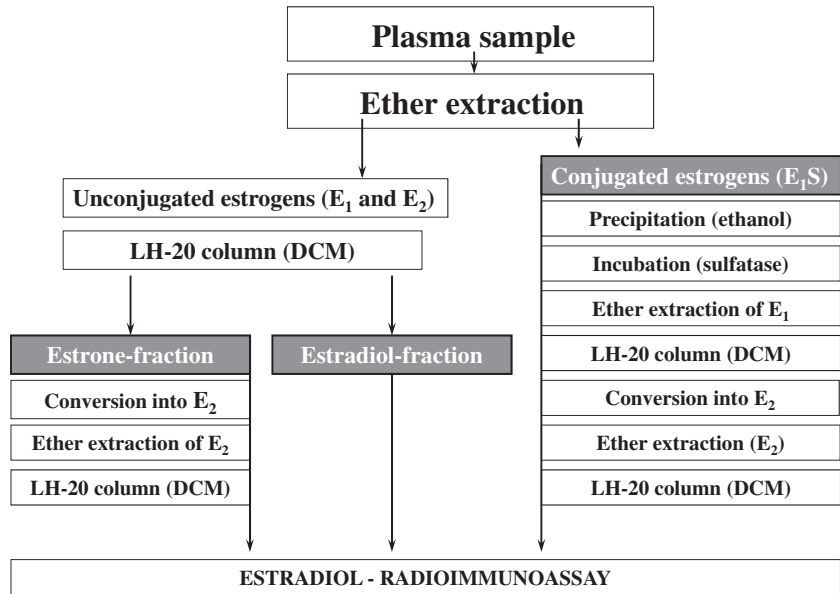 Plasma sample
Ether extraction
Unconjugated estrogens (E₁ and E₂)
LH-20 column (DCM)
Estrone-fraction
Conversion into E₂
Ether extraction of E₂
LH-20 column (DCM)
Estradiol-fraction
Conjugated estrogens (E₁S)
Precipitation (ethanol)
Incubation (sulfatase)
Ether extraction of E₁
LH-20 column (DCM)
Conversion into E₂
Ether extraction (E₂)
LH-20 column (DCM)
ESTRADIOL - RADIOIMMUNOASSAY